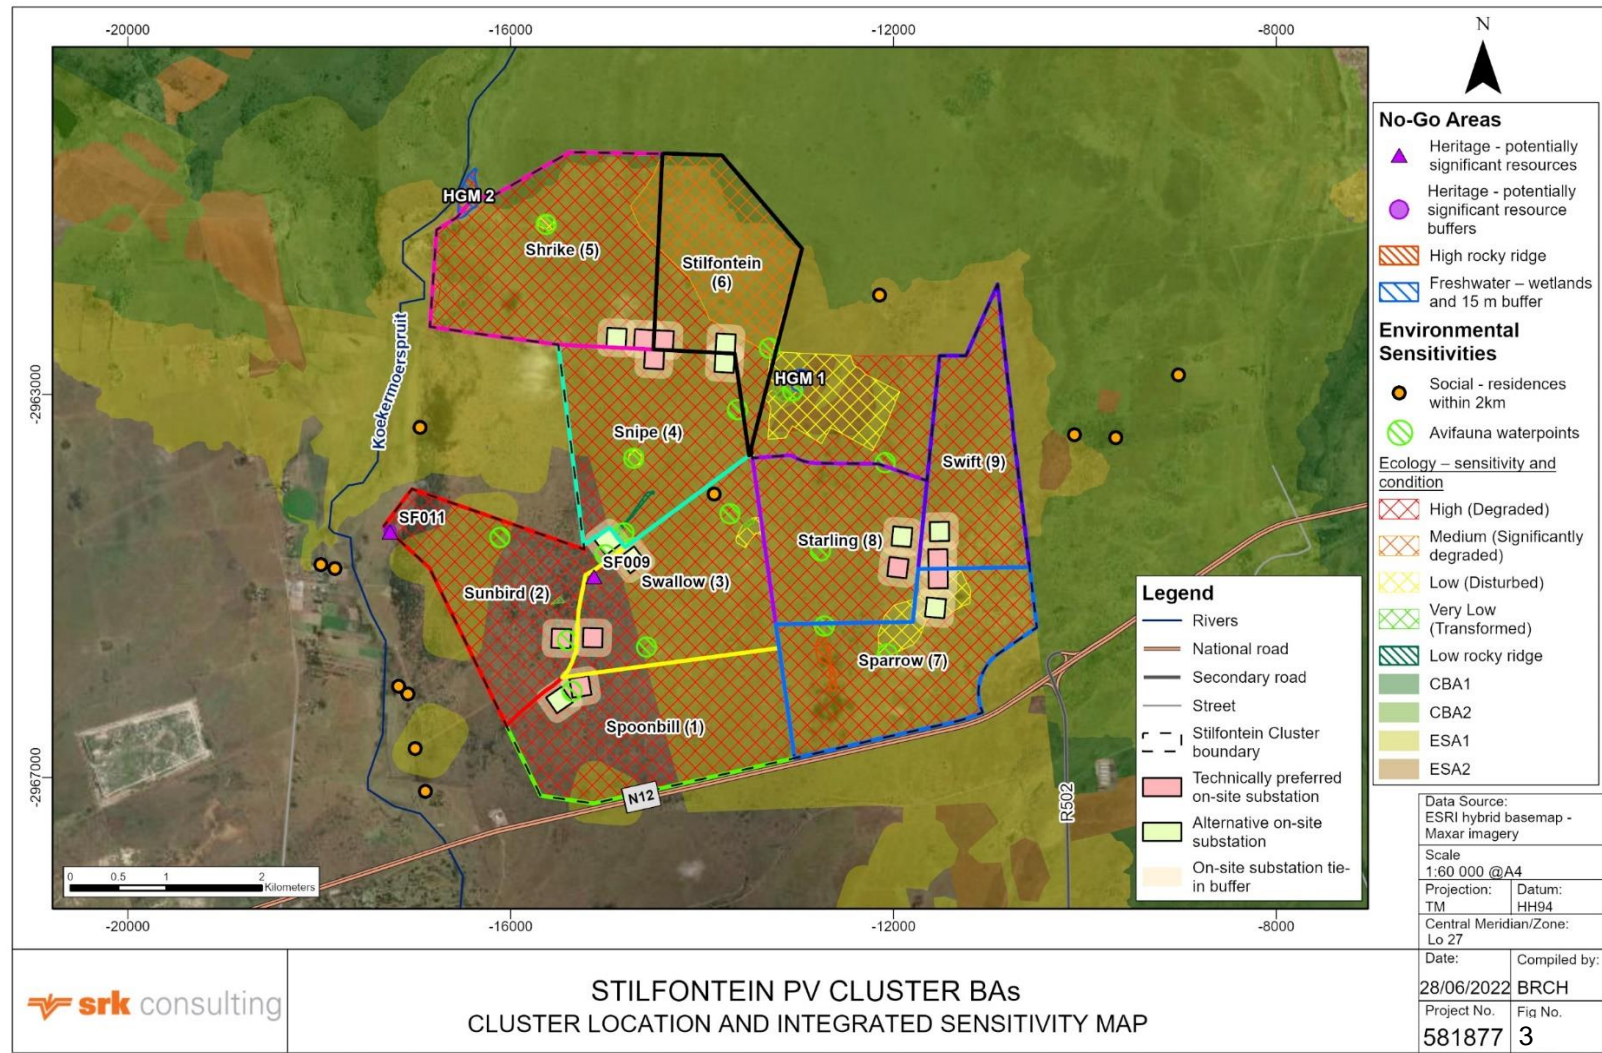 -20000
-16000
-12000
-8000
N
-2963000
-2967000
HGM 2
Shrike (5)
Stilfontein
(6)
Koekermoerspruit
HGM 1
Snipe (4)
Swift (9)
SF011
Starling (8)
SF009
Swallow (3)
Sunbird (2)
Sparrow (7)
Spoonbill (1)
N12
R502
0
0.5
1
2
Kilometers
-20000
-16000
-12000
-8000
Legend
Rivers
National road
Secondary road
Street
Stilfontein Cluster
boundary
Technically preferred
on-site substation
Alternative on-site
substation
On-site substation tie-
in buffer
No-Go Areas
Heritage - potentially
significant resources
Heritage - potentially
significant resource
buffers
High rocky ridge
Freshwater – wetlands
and 15 m buffer
Environmental
Sensitivities
Social - residences
within 2km
Avifauna waterpoints
Ecology – sensitivity and
condition
High (Degraded)
Medium (Significantly
degraded)
Low (Disturbed)
Very Low
(Transformed)
Low rocky ridge
CBA1
CBA2
ESA1
ESA2
Data Source:
ESRI hybrid basemap -
Maxar imagery
Scale
1:60 000 @A4
Projection:
TM
Datum:
HH94
Central Meridian/Zone:
Lo 27
Date:
28/06/2022
Compiled by:
BRCH
Project No.
581877
Fig No.
3
srk consulting
STILFONTEIN PV CLUSTER BAs
CLUSTER LOCATION AND INTEGRATED SENSITIVITY MAP